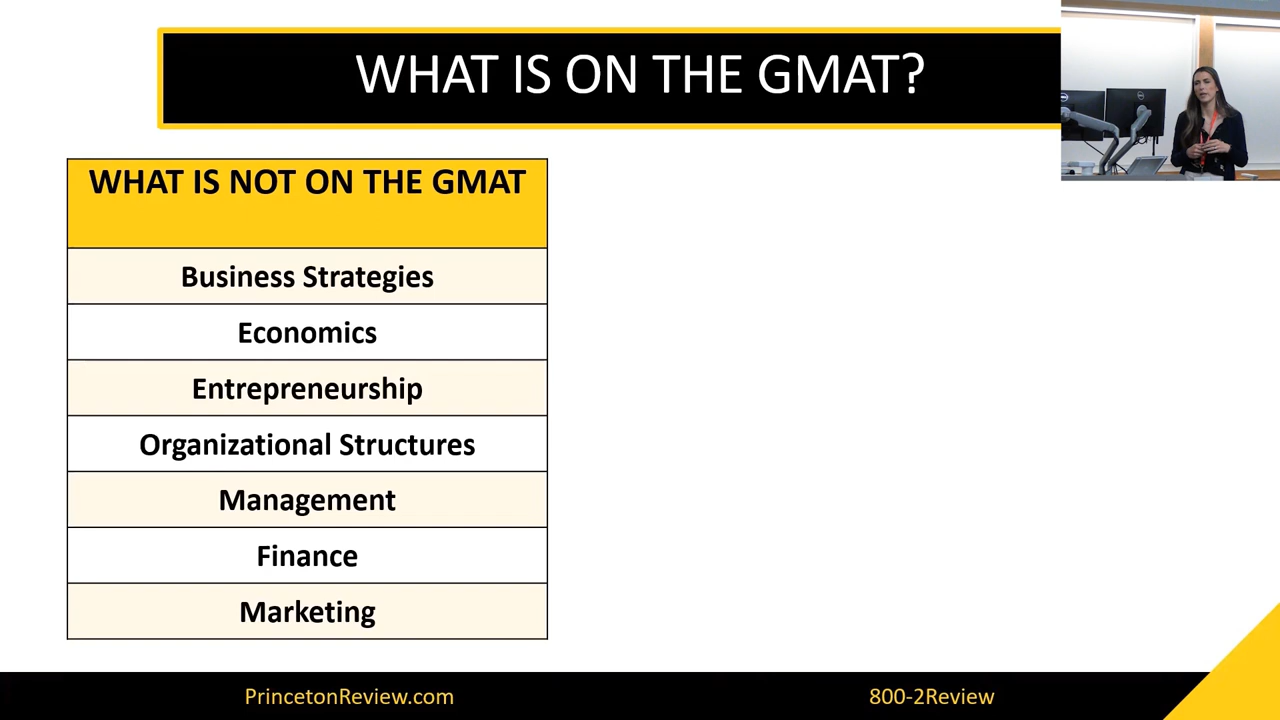 WHAT IS ON THE GMAT?
WHAT IS NOT ON THE GMAT
Business Strategies
Economics
Entrepreneurship
Organizational Structures
Management
Finance
Marketing
PrincetonReview.com
800-2Review